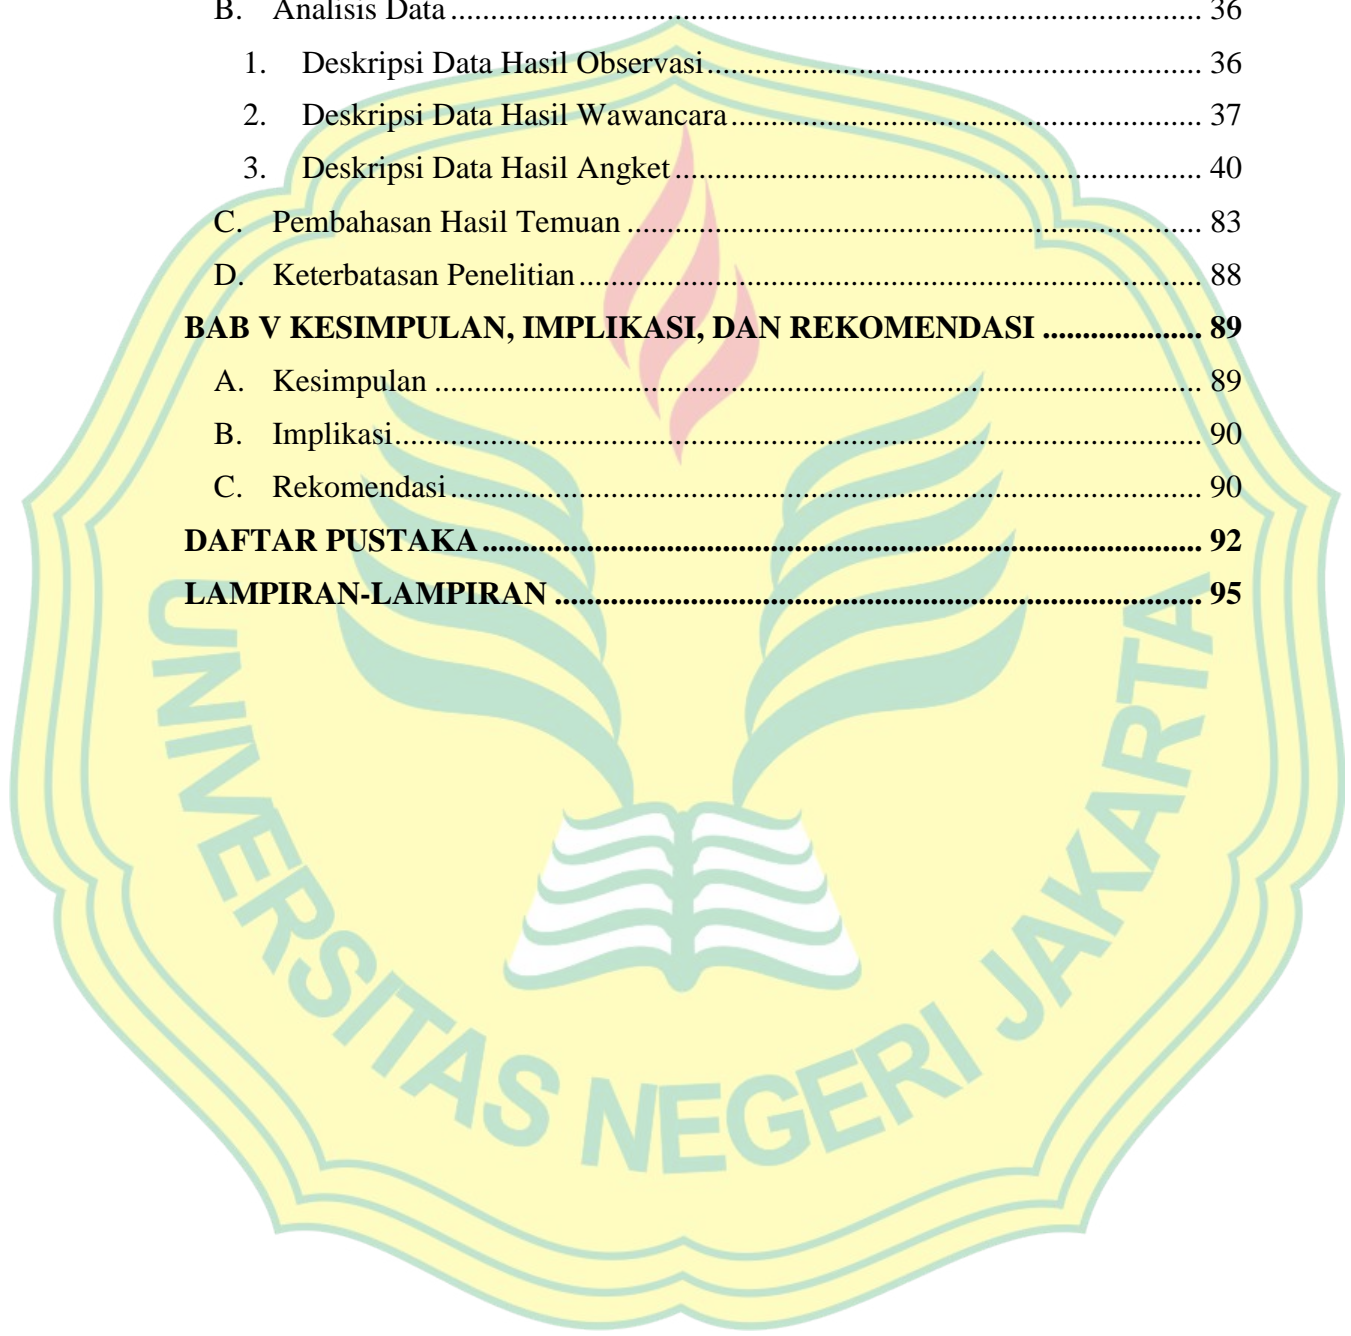 B. Analisis Data ........................................ 36
1. Deskripsi Data Hasil Observasi ........................................ 36
2. Deskripsi Data Hasil Wawancara ........................................ 37
3. Deskripsi Data Hasil Angket ........................................ 40
C. Pembahasan Hasil Temuan ........................................ 83
D. Keterbatasan Penelitian ........................................ 88
BAB V KESIMPULAN, IMPLIKASI, DAN REKOMENDASI .................... 89
A. Kesimpulan ........................................ 89
B. Implikasi ........................................ 90
C. Rekomendasi ........................................ 90
DAFTAR PUSTAKA ........................................ 92
LAMPIRAN-LAMPIRAN ........................................ 95
UNIVERSITAS NEGERI JAKARTA